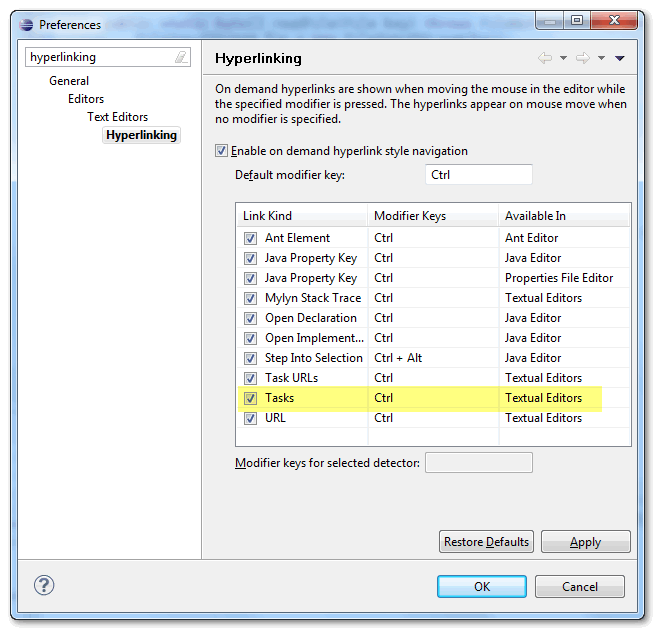 Preferences
hyperlinking
General
Editors
Text Editors
Hyperlinking
Hyperlinking
On demand hyperlinks are shown when moving the mouse in the editor while
the specified modifier is pressed. The hyperlinks appear on mouse move when
no modifier is specified.
Enable on demand hyperlink style navigation
Default modifier key: Ctrl
Link Kind Modifier Keys Available In
Ant Element Ctrl Ant Editor
Java Property Key Ctrl Java Editor
Java Property Key Ctrl Properties File Editor
Mylyn Stack Trace Ctrl Textual Editors
Open Declaration Ctrl Java Editor
Open Implement... Ctrl Java Editor
Step Into Selection Ctrl + Alt Java Editor
Task URLs Ctrl Textual Editors
Tasks Ctrl Textual Editors
URL Ctrl Textual Editors
Modifier keys for selected detector:
Restore Defaults Apply
? OK Cancel